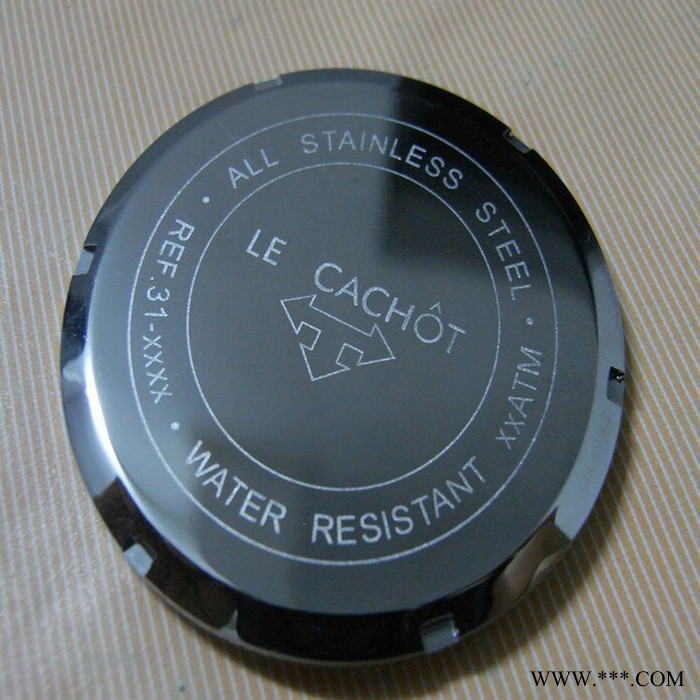 · ALL STAINLESS STEEL · xxATM WATER RESISTANT · REF.31-xxxx
LE CACHÔT
WWW.***.COM